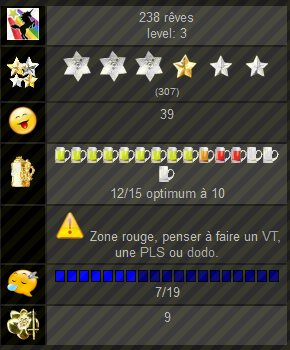 238 rêves
level: 3
(307)
39
12/15 optimum à 10
Zone rouge, penser à faire un VT,
une PLS ou dodo.
7/19
9